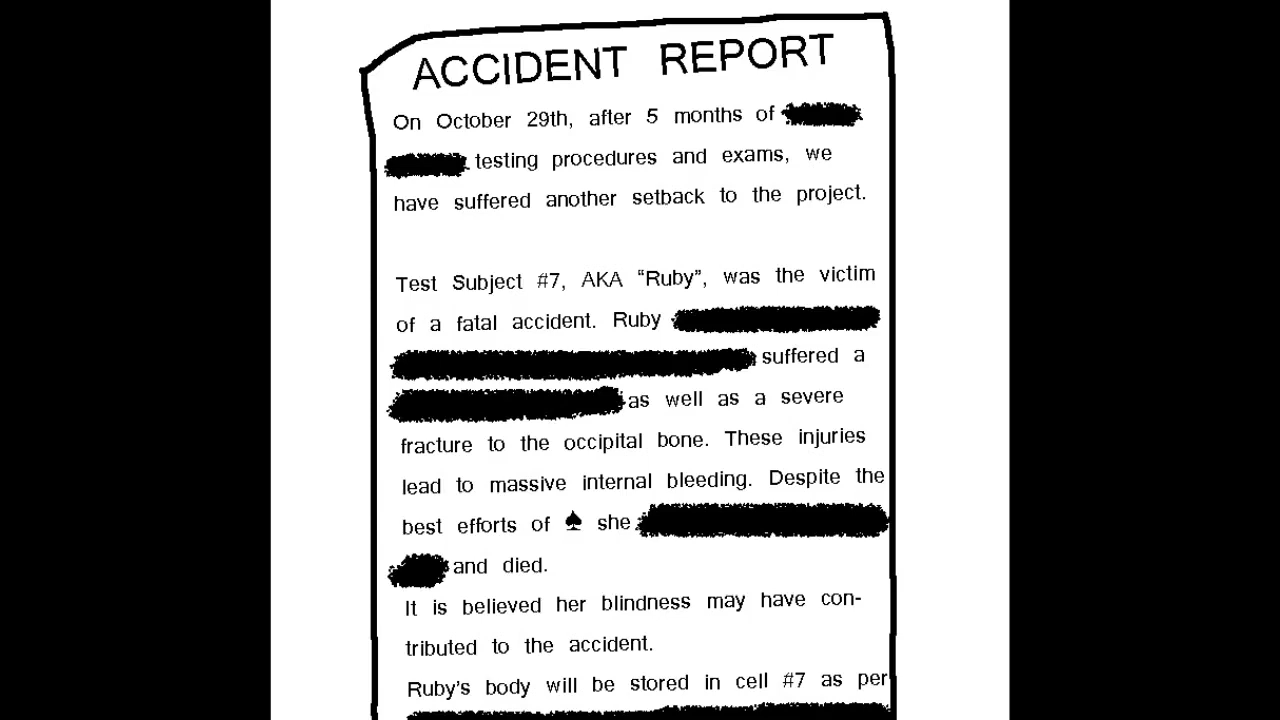 ACCIDENT REPORT
On October 29th, after 5 months of
testing procedures and exams, we
have suffered another setback to the project.
Test Subject #7, AKA “Ruby”, was the victim
of a fatal accident. Ruby
suffered a
as well as a severe
fracture to the occipital bone. These injuries
lead to massive internal bleeding. Despite the
best efforts of ♠ she
and died.
It is believed her blindness may have con-
tributed to the accident.
Ruby's body will be stored in cell #7 as per